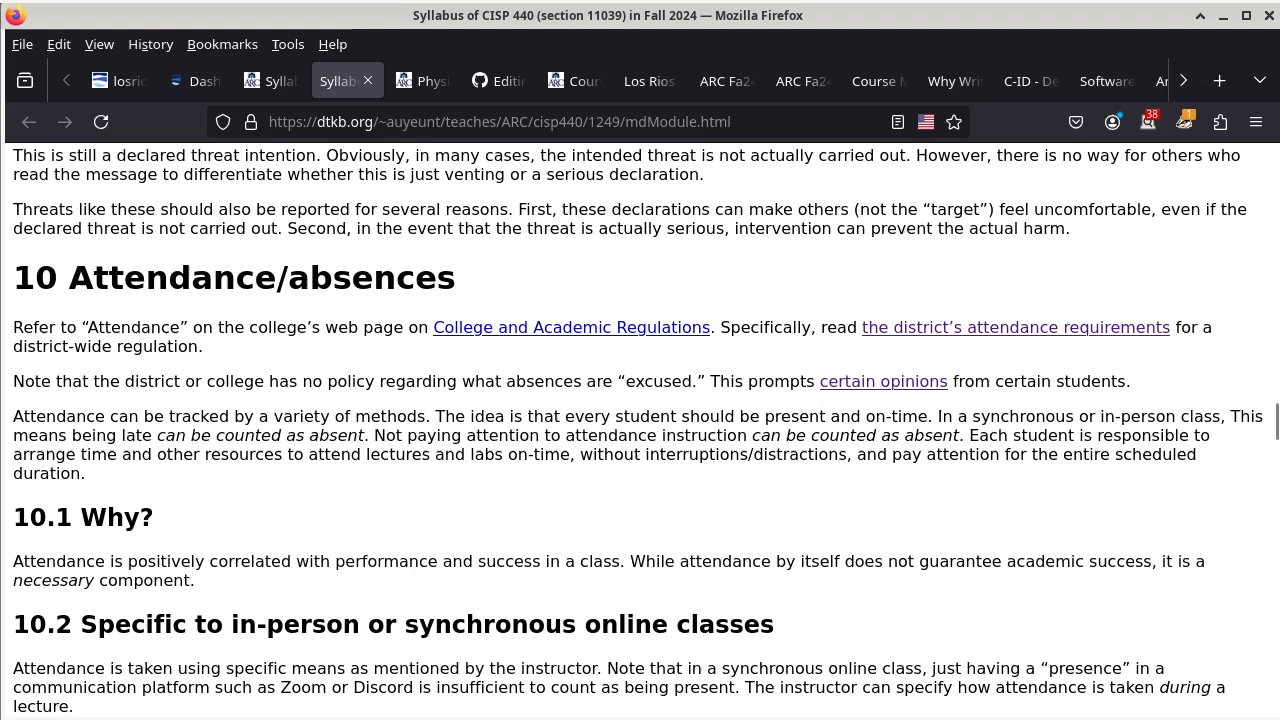 Syllabus of CISP 440 (section 11039) in Fall 2024 — Mozilla Firefox
File Edit View History Bookmarks Tools Help
losric Dash Syllab Syllab Physi Editin Cour Los Rios ARC Fa24 ARC Fa24 Course M Why Writ C-ID - De Software Ar
https://dtkb.org/~auyeunt/teaches/ARC/cisp440/1249/mdModule.html 38 1
This is still a declared threat intention. Obviously, in many cases, the intended threat is not actually carried out. However, there is no way for others who
read the message to differentiate whether this is just venting or a serious declaration.
Threats like these should also be reported for several reasons. First, these declarations can make others (not the “target”) feel uncomfortable, even if the
declared threat is not carried out. Second, in the event that the threat is actually serious, intervention can prevent the actual harm.
10 Attendance/absences
Refer to “Attendance” on the college’s web page on College and Academic Regulations. Specifically, read the district’s attendance requirements for a
district-wide regulation.
Note that the district or college has no policy regarding what absences are “excused.” This prompts certain opinions from certain students.
Attendance can be tracked by a variety of methods. The idea is that every student should be present and on-time. In a synchronous or in-person class, This
means being late can be counted as absent. Not paying attention to attendance instruction can be counted as absent. Each student is responsible to
arrange time and other resources to attend lectures and labs on-time, without interruptions/distractions, and pay attention for the entire scheduled
duration.
10.1 Why?
Attendance is positively correlated with performance and success in a class. While attendance by itself does not guarantee academic success, it is a
necessary component.
10.2 Specific to in-person or synchronous online classes
Attendance is taken using specific means as mentioned by the instructor. Note that in a synchronous online class, just having a “presence” in a
communication platform such as Zoom or Discord is insufficient to count as being present. The instructor can specify how attendance is taken during a
lecture.